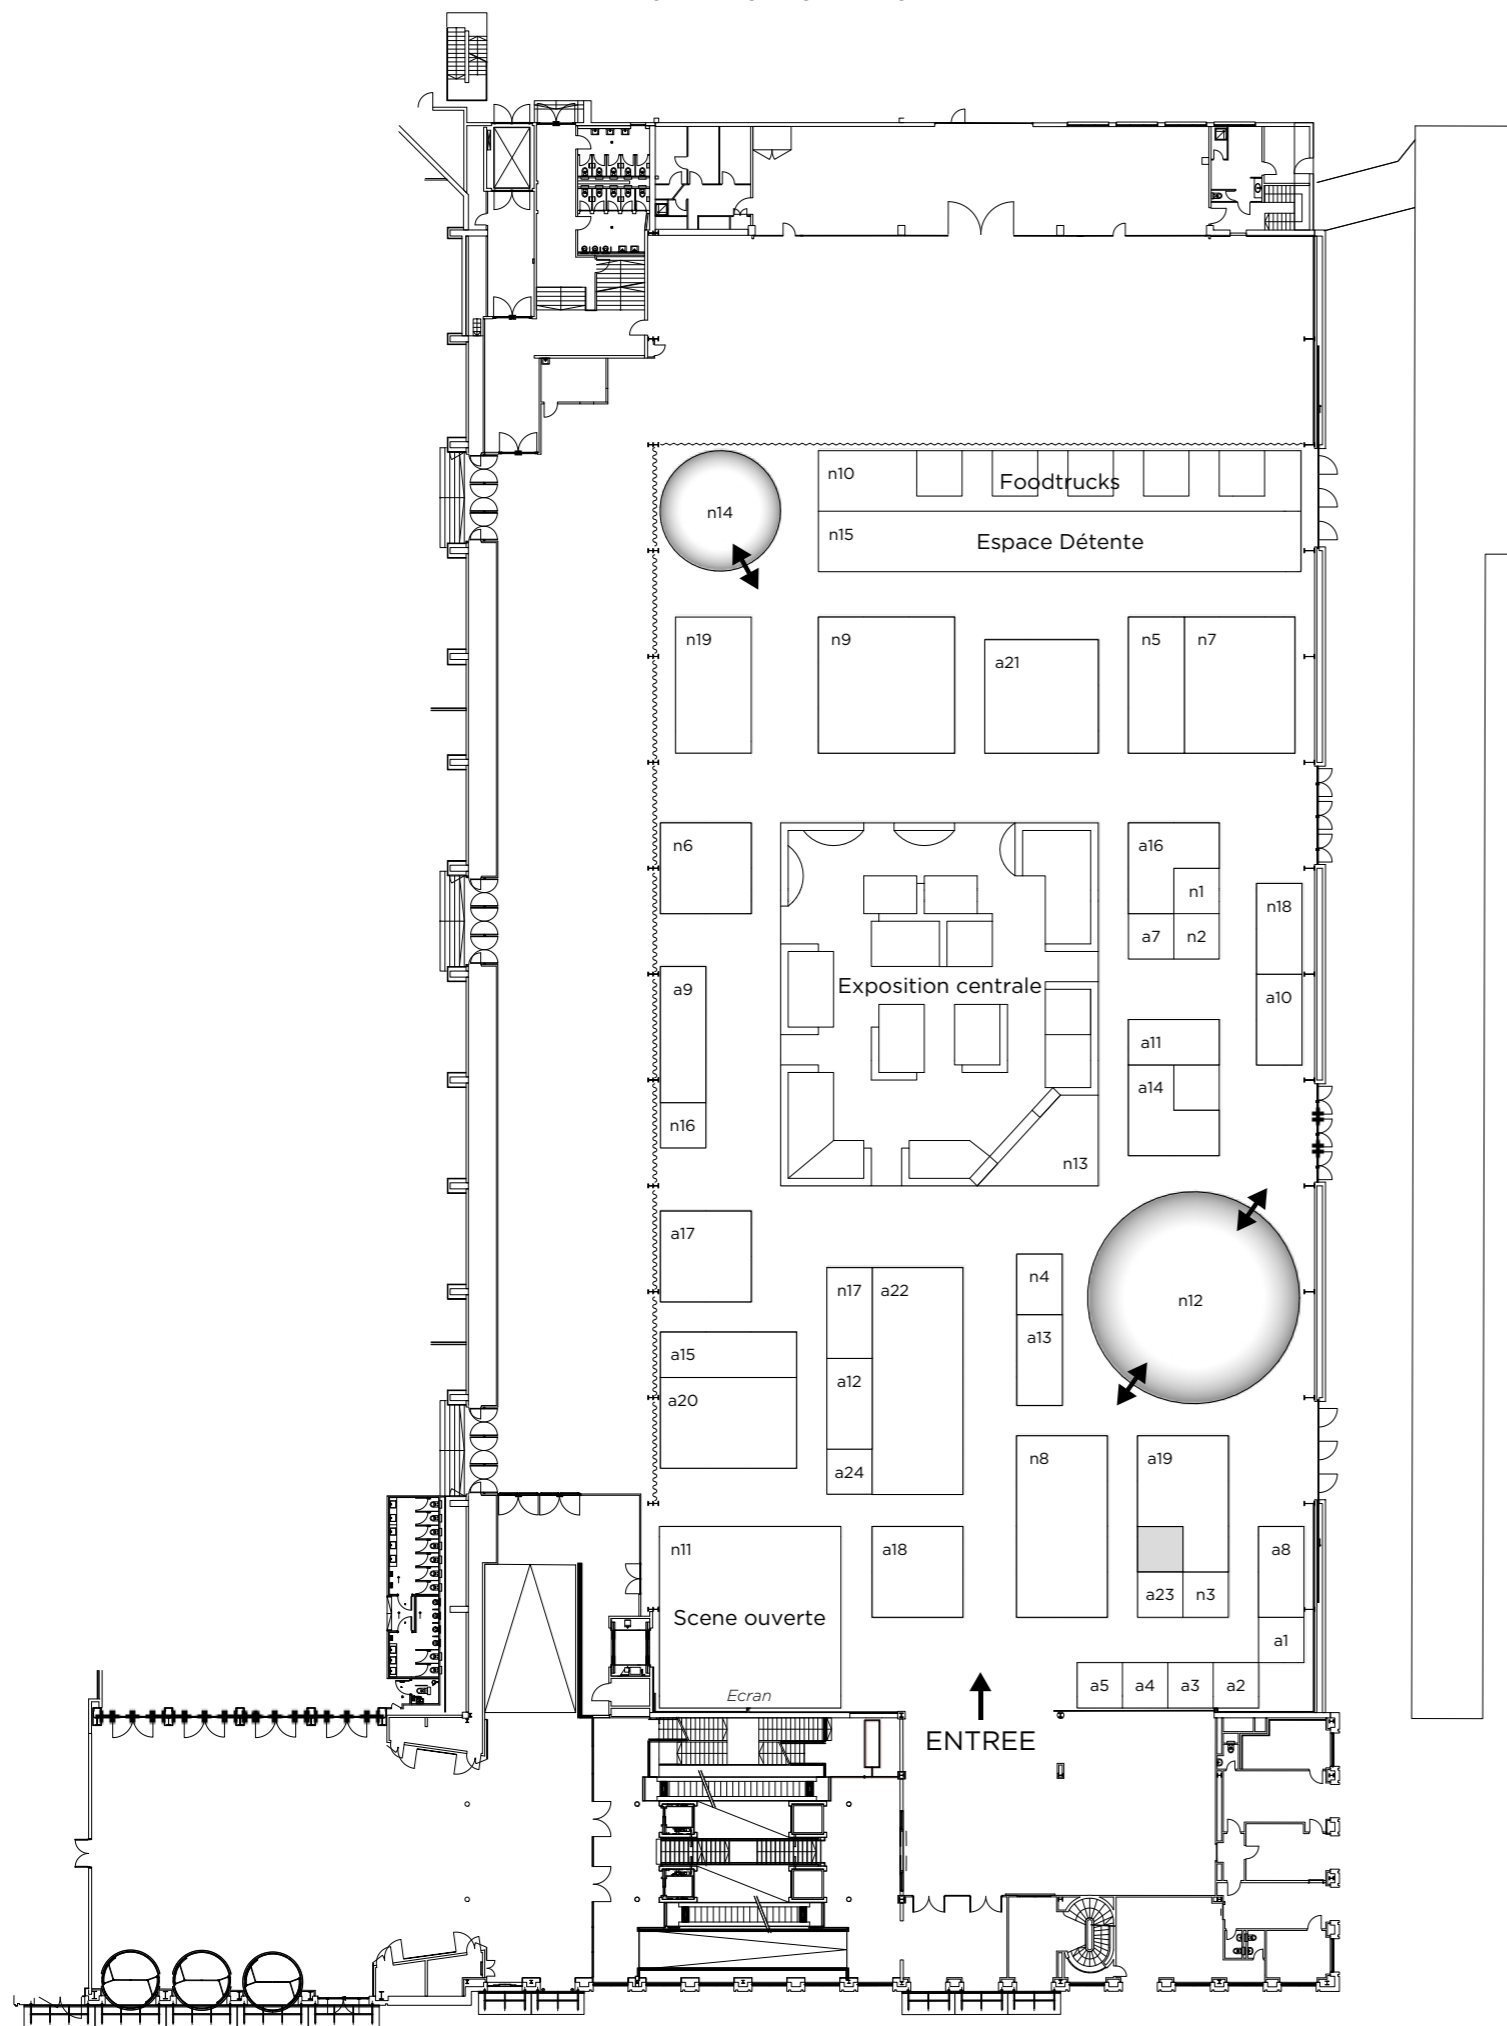 n10
Foodtrucks
n14
n15
Espace Détente
n19
n9
a21
n5
n7
n6
a16
n1
n18
a7
n2
a9
Exposition centrale
a10
a11
a14
n16
n13
a17
n4
n17
a22
n12
a13
a15
a12
a20
n8
a19
a24
n11
a18
a8
a23
n3
Scene ouverte
a1
a5
a4
a3
a2
Ecran
ENTREE